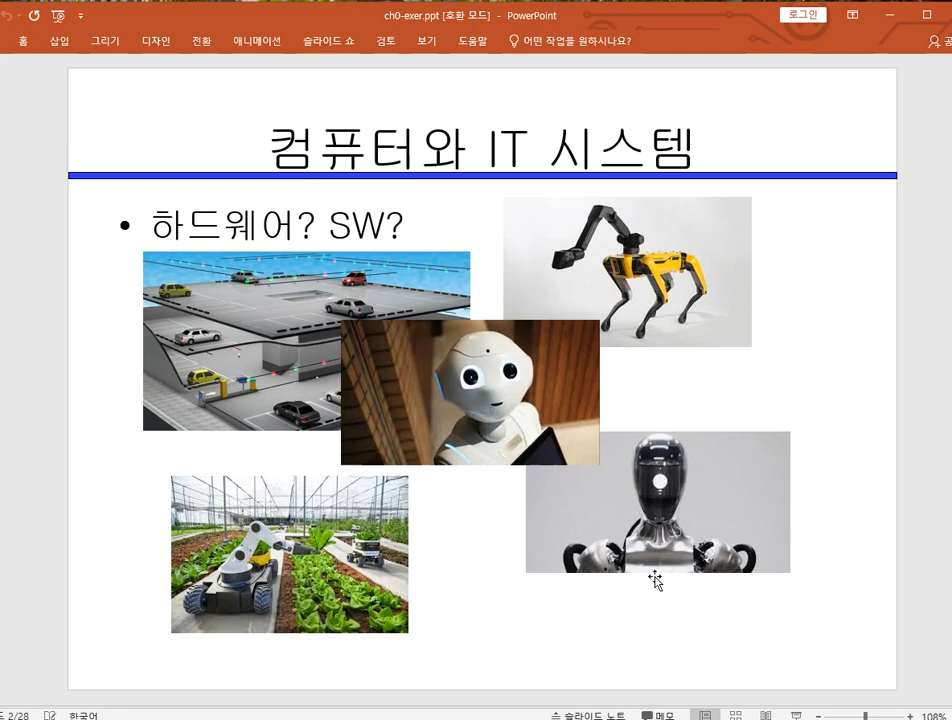 ch0-exer.ppt [호환 모드] - PowerPoint
로그인
홈 삽입 그리기 디자인 전환 애니메이션 슬라이드 쇼 검토 보기 도움말 어떤 작업을 원하시나요?
컴퓨터와 IT 시스템
• 하드웨어? SW?
2/28 한국어 슬라이드 노트 메모 108%